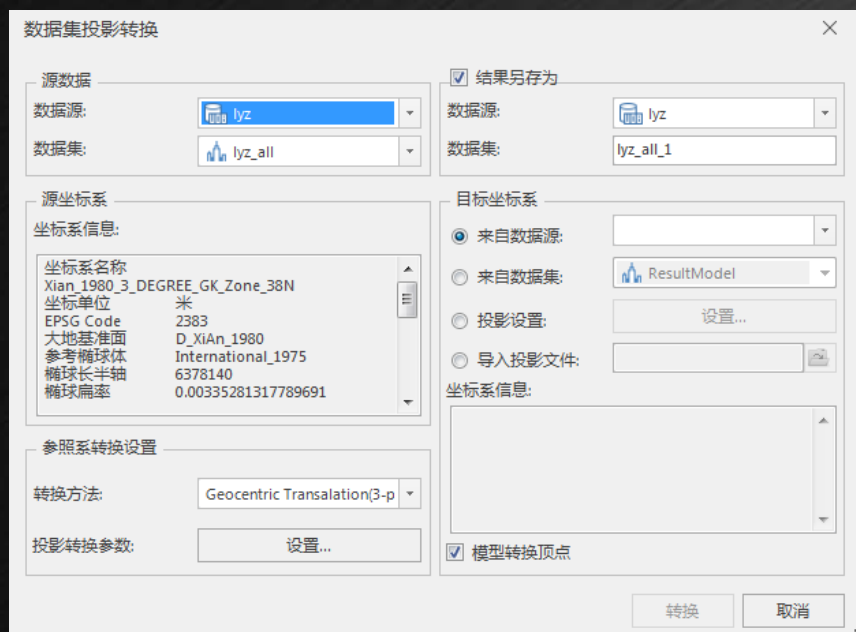 数据集投影转换
源数据
数据源: lyz
数据集: lyz_all
源坐标系
坐标系信息:
坐标系名称
Xian_1980_3_DEGREE_GK_Zone_38N
坐标单位 米
EPSG Code 2383
大地基准面 D_XiAn_1980
参考椭球体 International_1975
椭球长半轴 6378140
椭球扁率 0.00335281317789691
参照系转换设置
转换方法: Geocentric Transalation(3-p
投影转换参数: 设置...
结果另存为
数据源: lyz
数据集: lyz_all_1
目标坐标系
来自数据源:
来自数据集: ResultModel
投影设置: 设置...
导入投影文件:
坐标系信息:
模型转换顶点
转换 取消